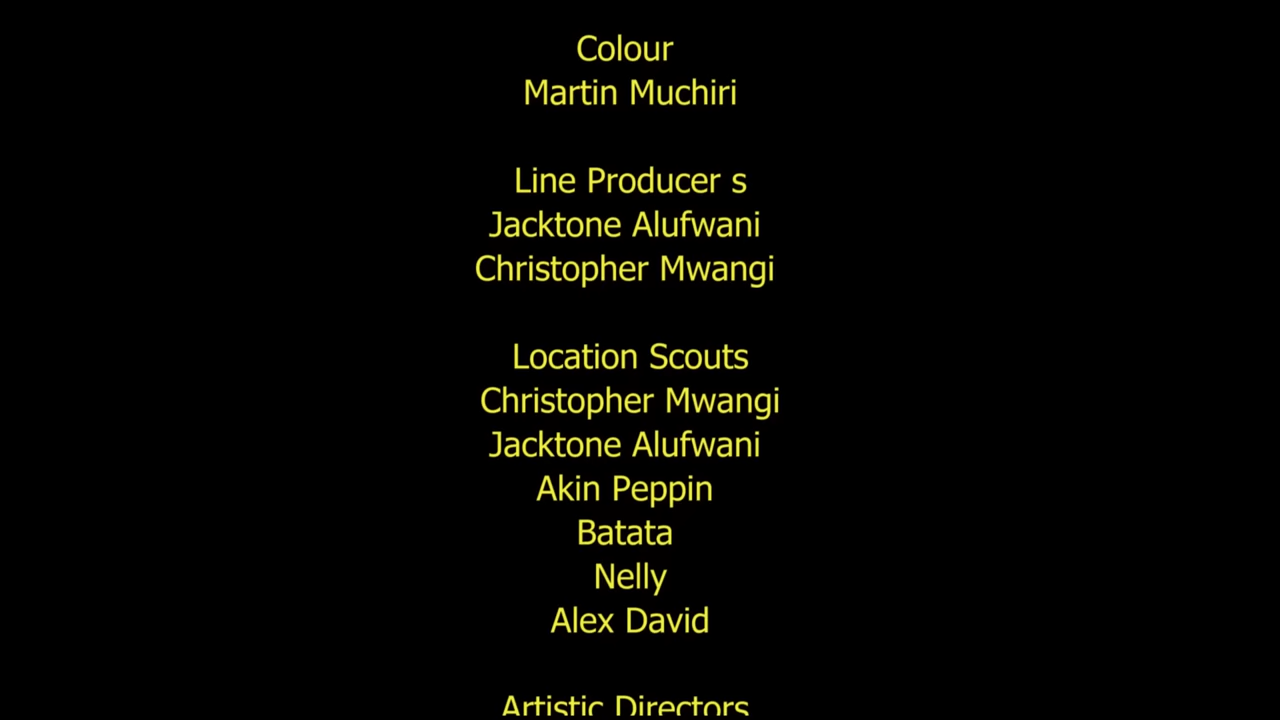 Colour
Martin Muchiri
Line Producer s
Jacktone Alufwani
Christopher Mwangi
Location Scouts
Christopher Mwangi
Jacktone Alufwani
Akin Peppin
Batata
Nelly
Alex David
Artistic Directors